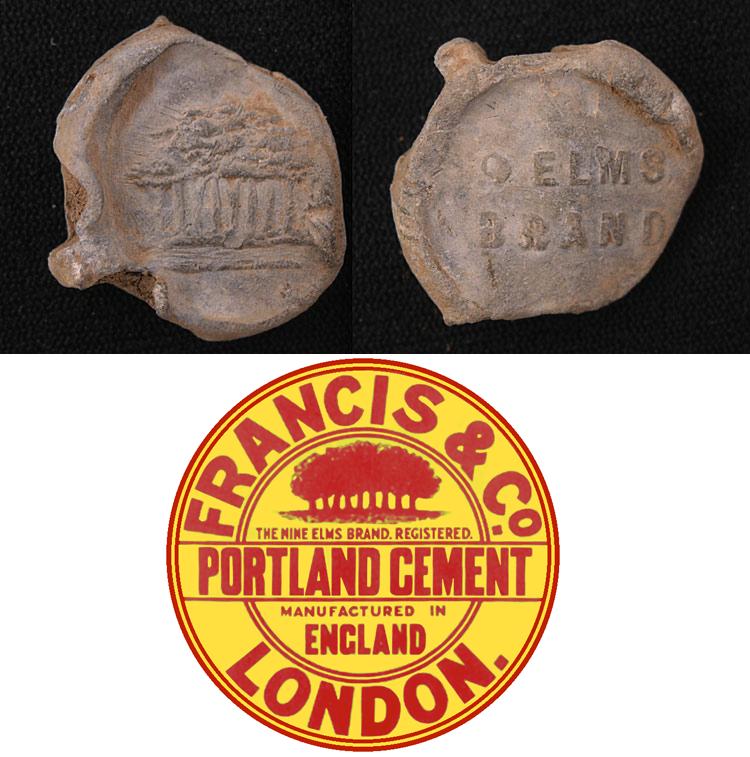 9 ELMS
BRAND
FRANCIS & Co.
THE NINE ELMS BRAND. REGISTERED.
PORTLAND CEMENT
MANUFACTURED IN
ENGLAND
LONDON.